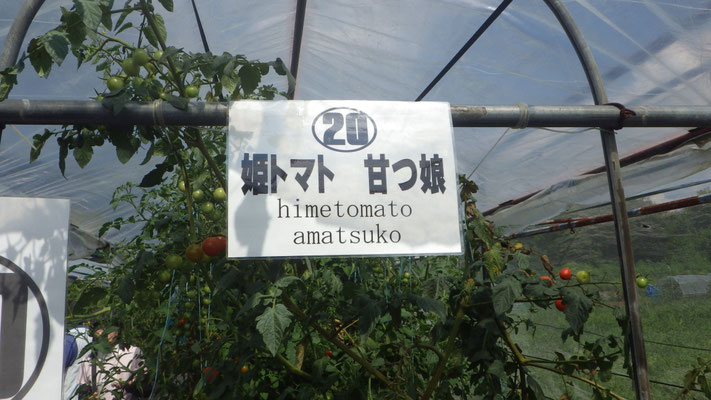 ⑳
姫トマト 甘つ娘
himetomato
amatsuko